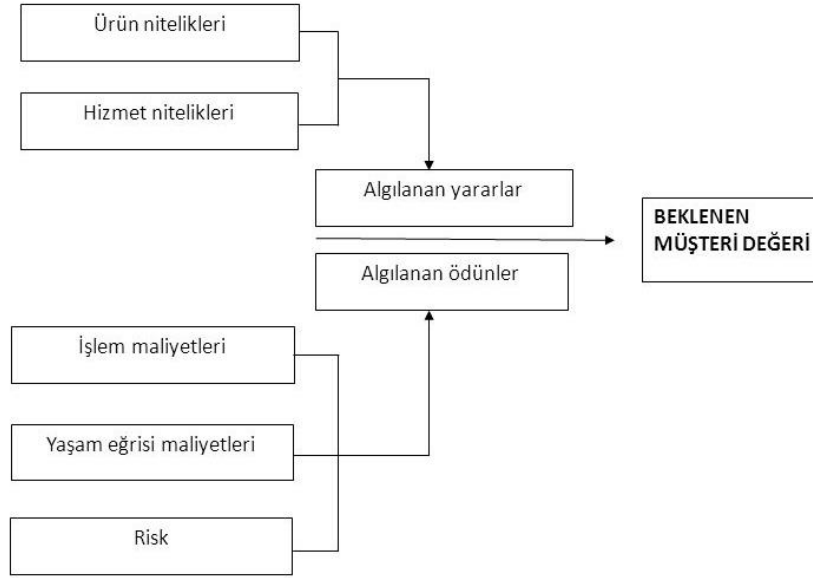 Ürün nitelikleri
Hizmet nitelikleri
Algılanan yararlar
BEKLENEN
MÜŞTERİ DEĞERİ
Algılanan ödünler
İşlem maliyetleri
Yaşam eğrisi maliyetleri
Risk